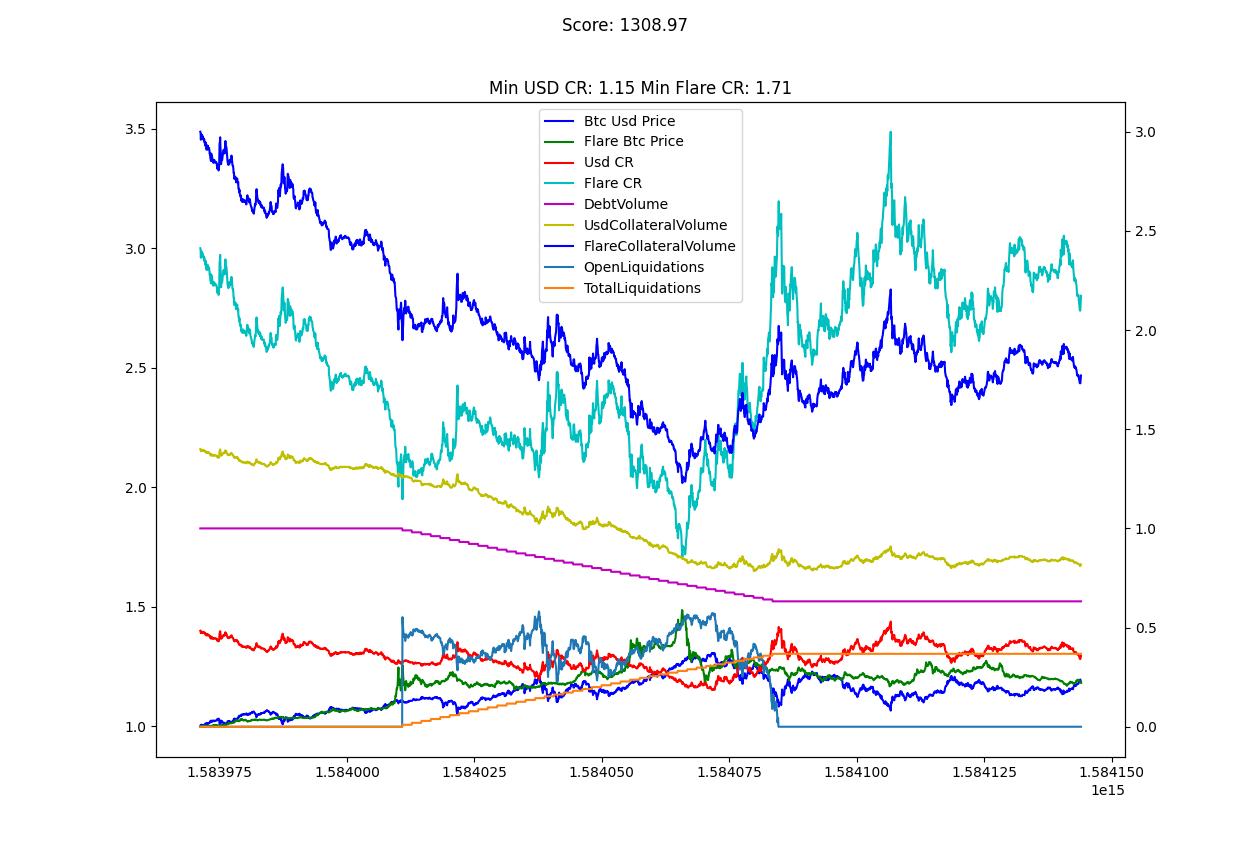 Score: 1308.97
Min USD CR: 1.15 Min Flare CR: 1.71
Btc Usd Price
Flare Btc Price
Usd CR
Flare CR
DebtVolume
UsdCollateralVolume
FlareCollateralVolume
OpenLiquidations
TotalLiquidations
3.5
3.0
2.5
2.0
1.5
1.0
3.0
2.5
2.0
1.5
1.0
0.5
0.0
1.583975 1.584000 1.584025 1.584050 1.584075 1.584100 1.584125 1.584150
1e15